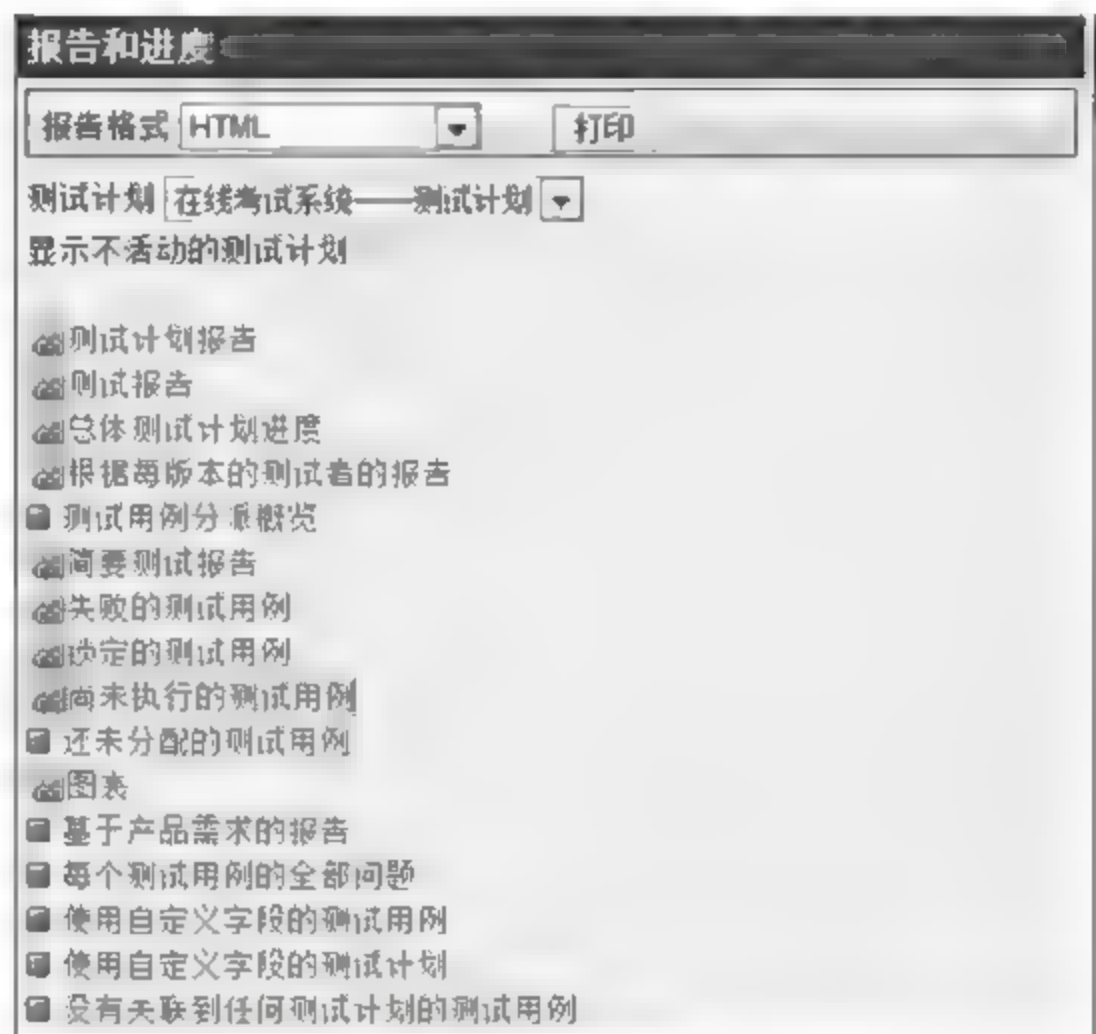 报告和进度
报告格式 HTML 打印
测试计划 在线考试系统——测试计划
显示不活动的测试计划
测试计划报告
测试报告
总体测试计划进度
根据每版本的测试者的报告
测试用例分派概览
简要测试报告
失败的测试用例
锁定的测试用例
尚未执行的测试用例
还未分配的测试用例
图表
基于产品需求的报告
每个测试用例的全部问题
使用自定义字段的测试用例
使用自定义字段的测试计划
没有关联到任何测试计划的测试用例